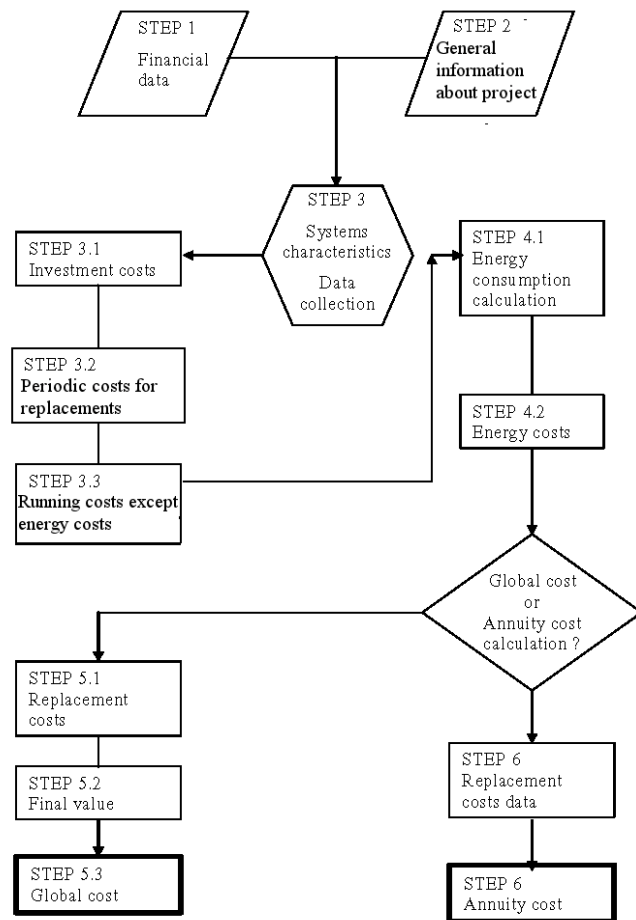 STEP 1
Financial
data
STEP 2
General
information
about project
STEP 3
Systems
characteristics
Data
collection
STEP 3.1
Investment costs
STEP 3.2
Periodic costs for
replacements
STEP 3.3
Running costs except
energy costs
STEP 4.1
Energy
consumption
calculation
STEP 4.2
Energy costs
Global cost
or
Annuity cost
calculation ?
STEP 5.1
Replacement
costs
STEP 5.2
Final value
STEP 5.3
Global cost
STEP 6
Replacement
costs data
STEP 6
Annuity cost